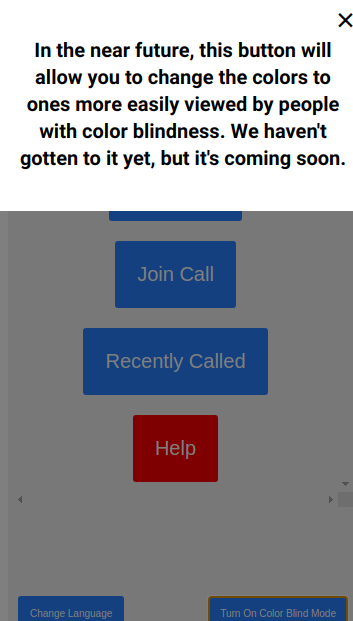 In the near future, this button will
allow you to change the colors to
ones more easily viewed by people
with color blindness. We haven't
gotten to it yet, but it's coming soon.
Join Call
Recently Called
Help
Change Language
Turn On Color Blind Mode